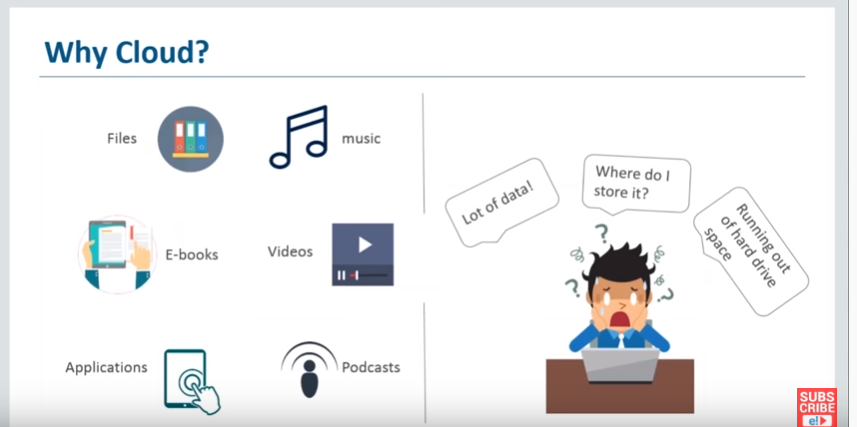 Why Cloud?
Files
music
E-books
Videos
Applications
Podcasts
Lot of data!
Where do I
store it?
Running out
of hard drive
space
?
?
?
SUBS
CRIBE
e!